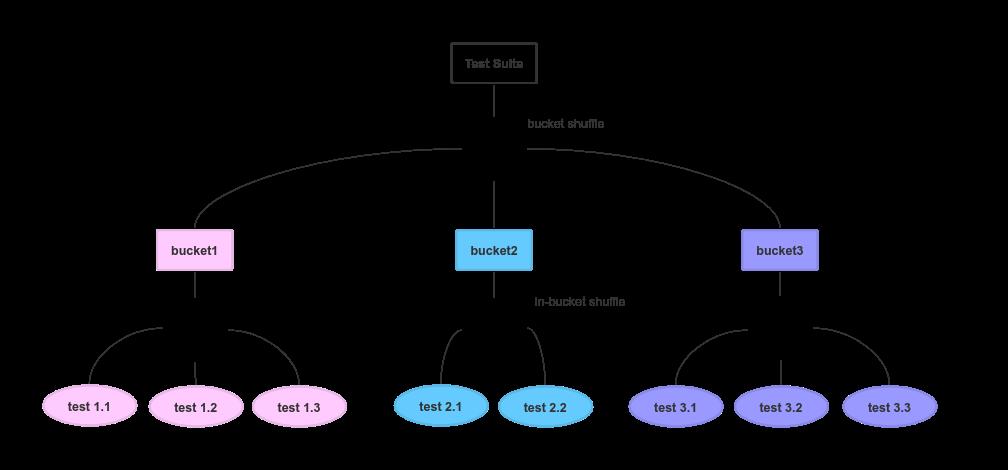 Test Suite
bucket shuffle
bucket1
bucket2
bucket3
in-bucket shuffle
test 1.1
test 1.2
test 1.3
test 2.1
test 2.2
test 3.1
test 3.2
test 3.3